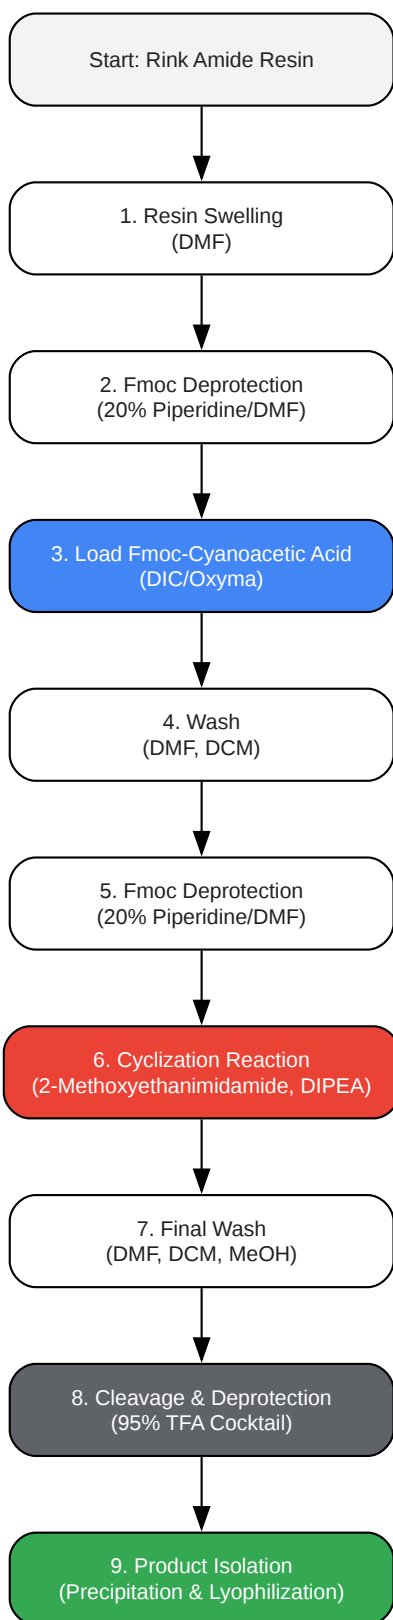 Start: Rink Amide Resin
1. Resin Swelling
(DMF)
2. Fmoc Deprotection
(20% Piperidine/DMF)
3. Load Fmoc-Cyanoacetic Acid
(DIC/Oxyma)
4. Wash
(DMF, DCM)
5. Fmoc Deprotection
(20% Piperidine/DMF)
6. Cyclization Reaction
(2-Methoxyethanimidamide, DIPEA)
7. Final Wash
(DMF, DCM, MeOH)
8. Cleavage & Deprotection
(95% TFA Cocktail)
9. Product Isolation
(Precipitation & Lyophilization)